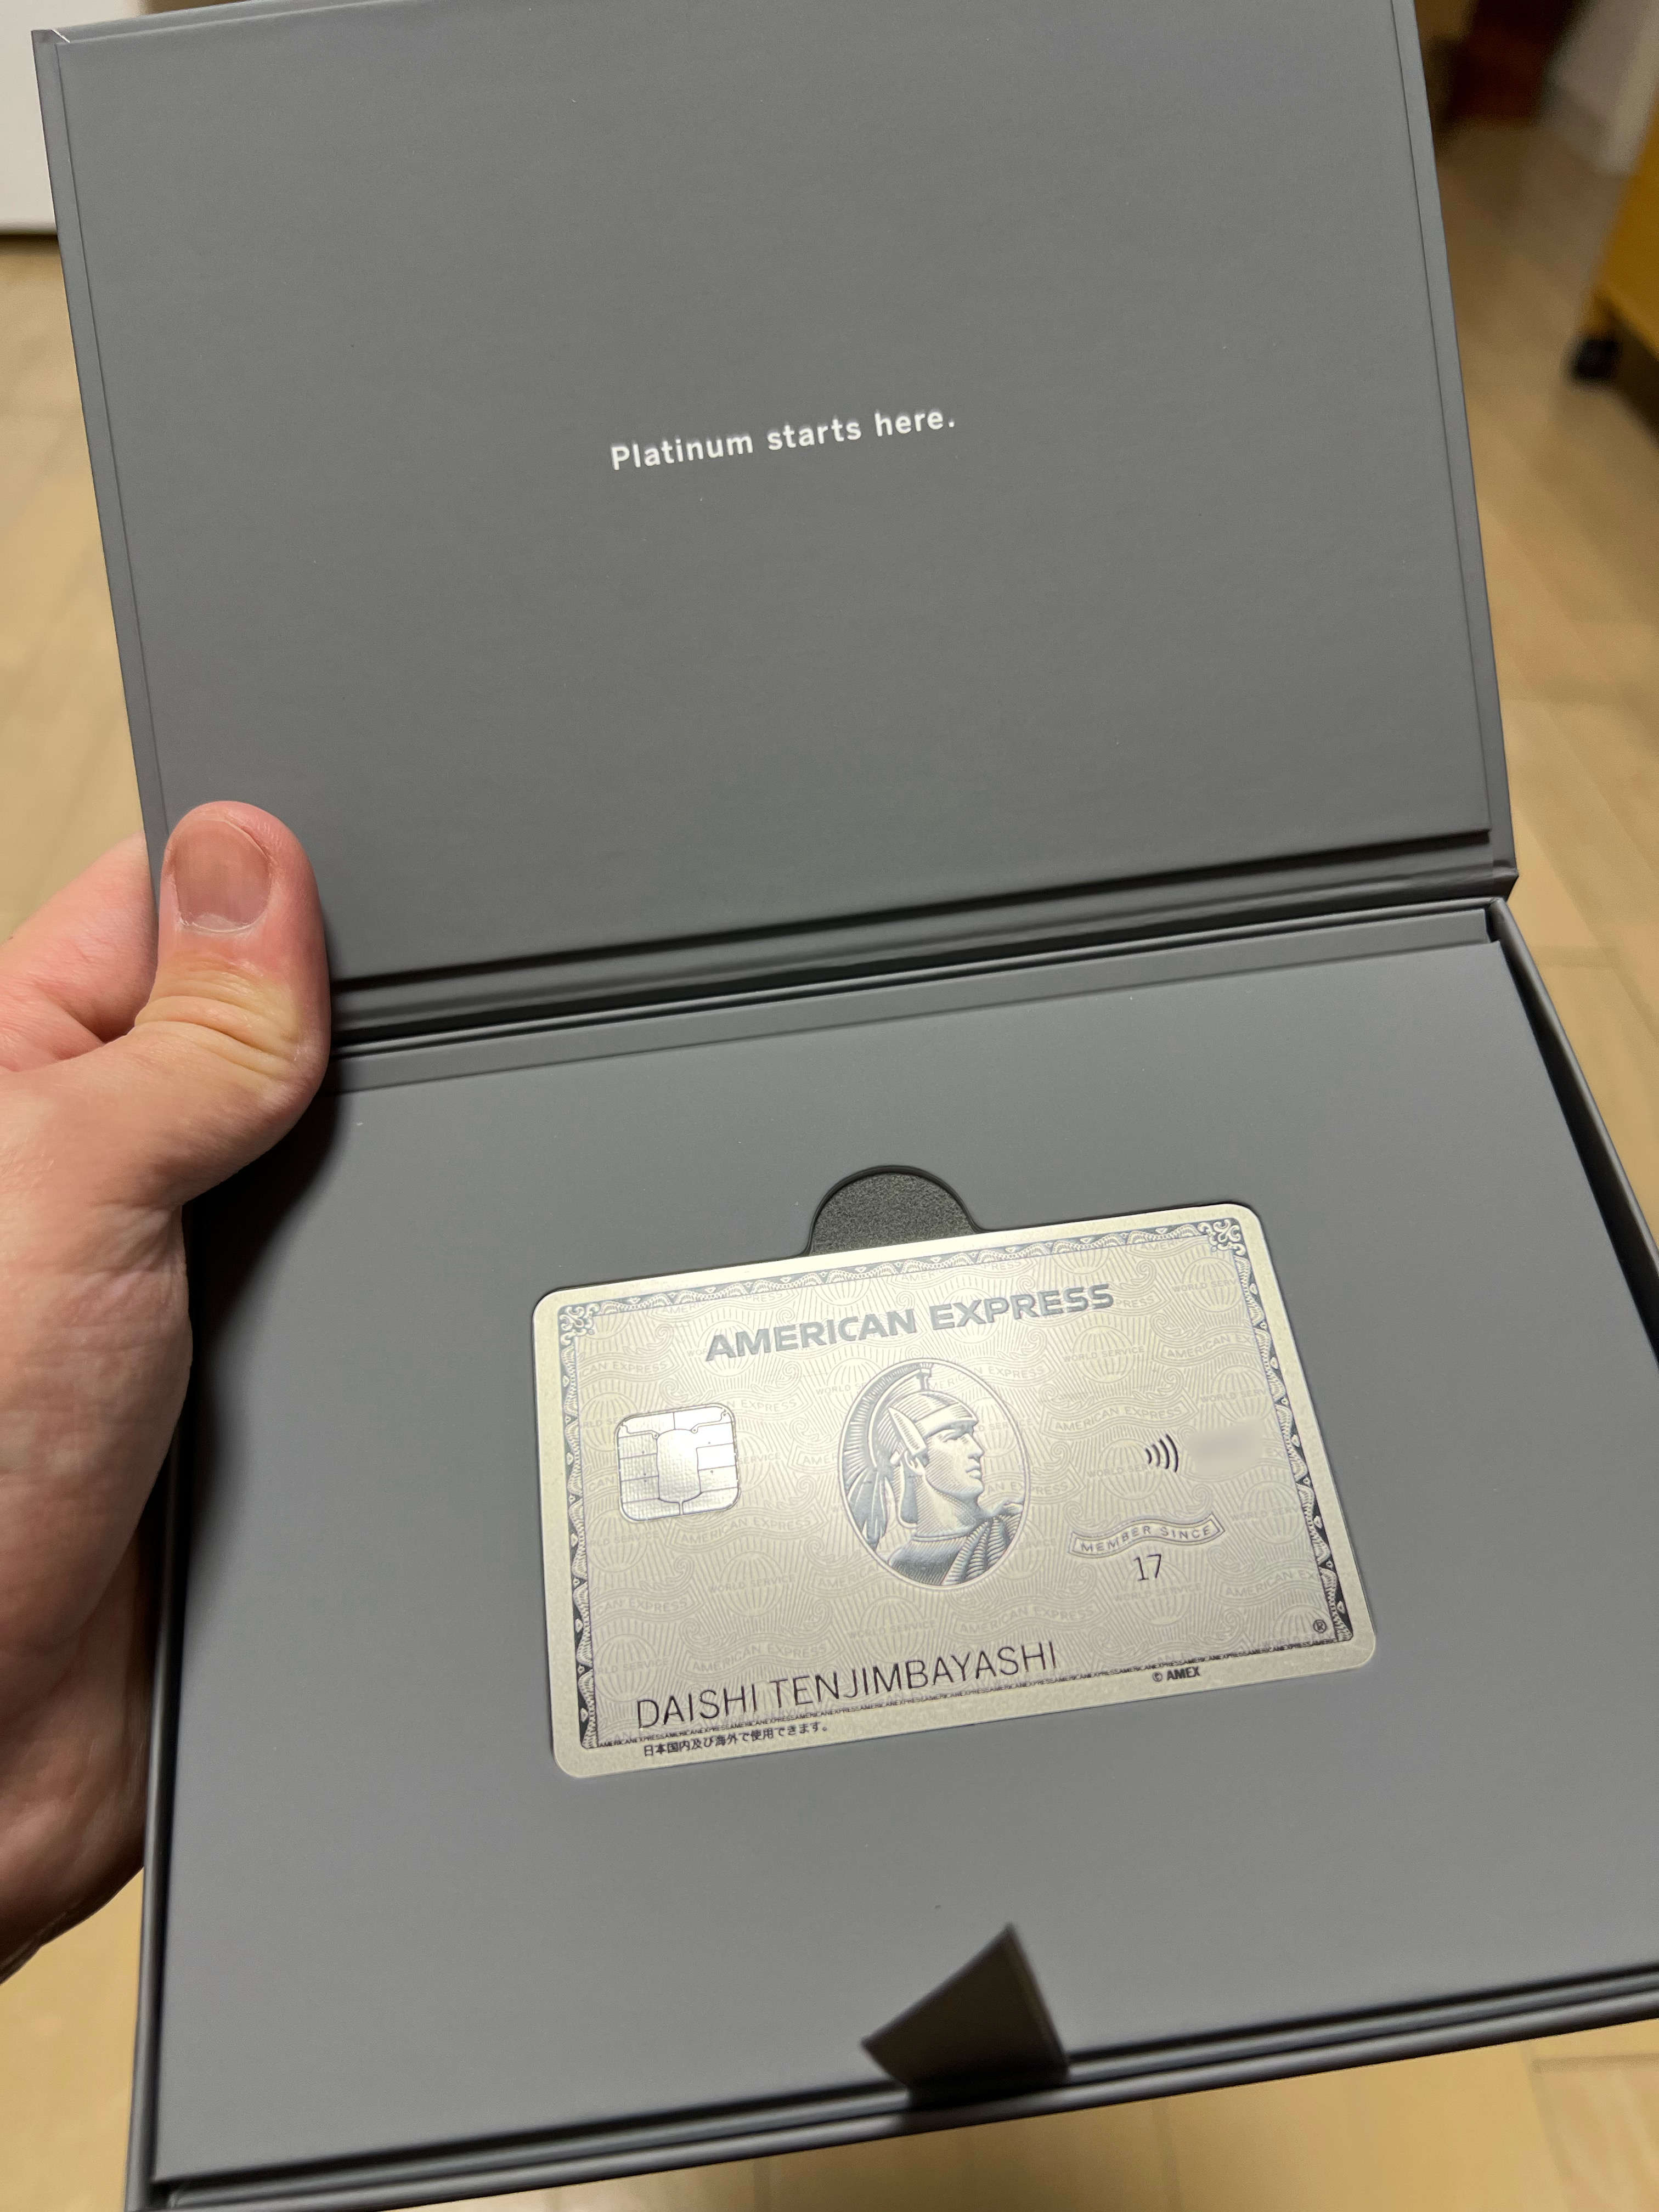 Platinum starts here.
AMERICAN EXPRESS
MEMBER SINCE
17
DAISHI TENJIMBAYASHI
© AMEX
®
日本国内及び海外で使用できます。